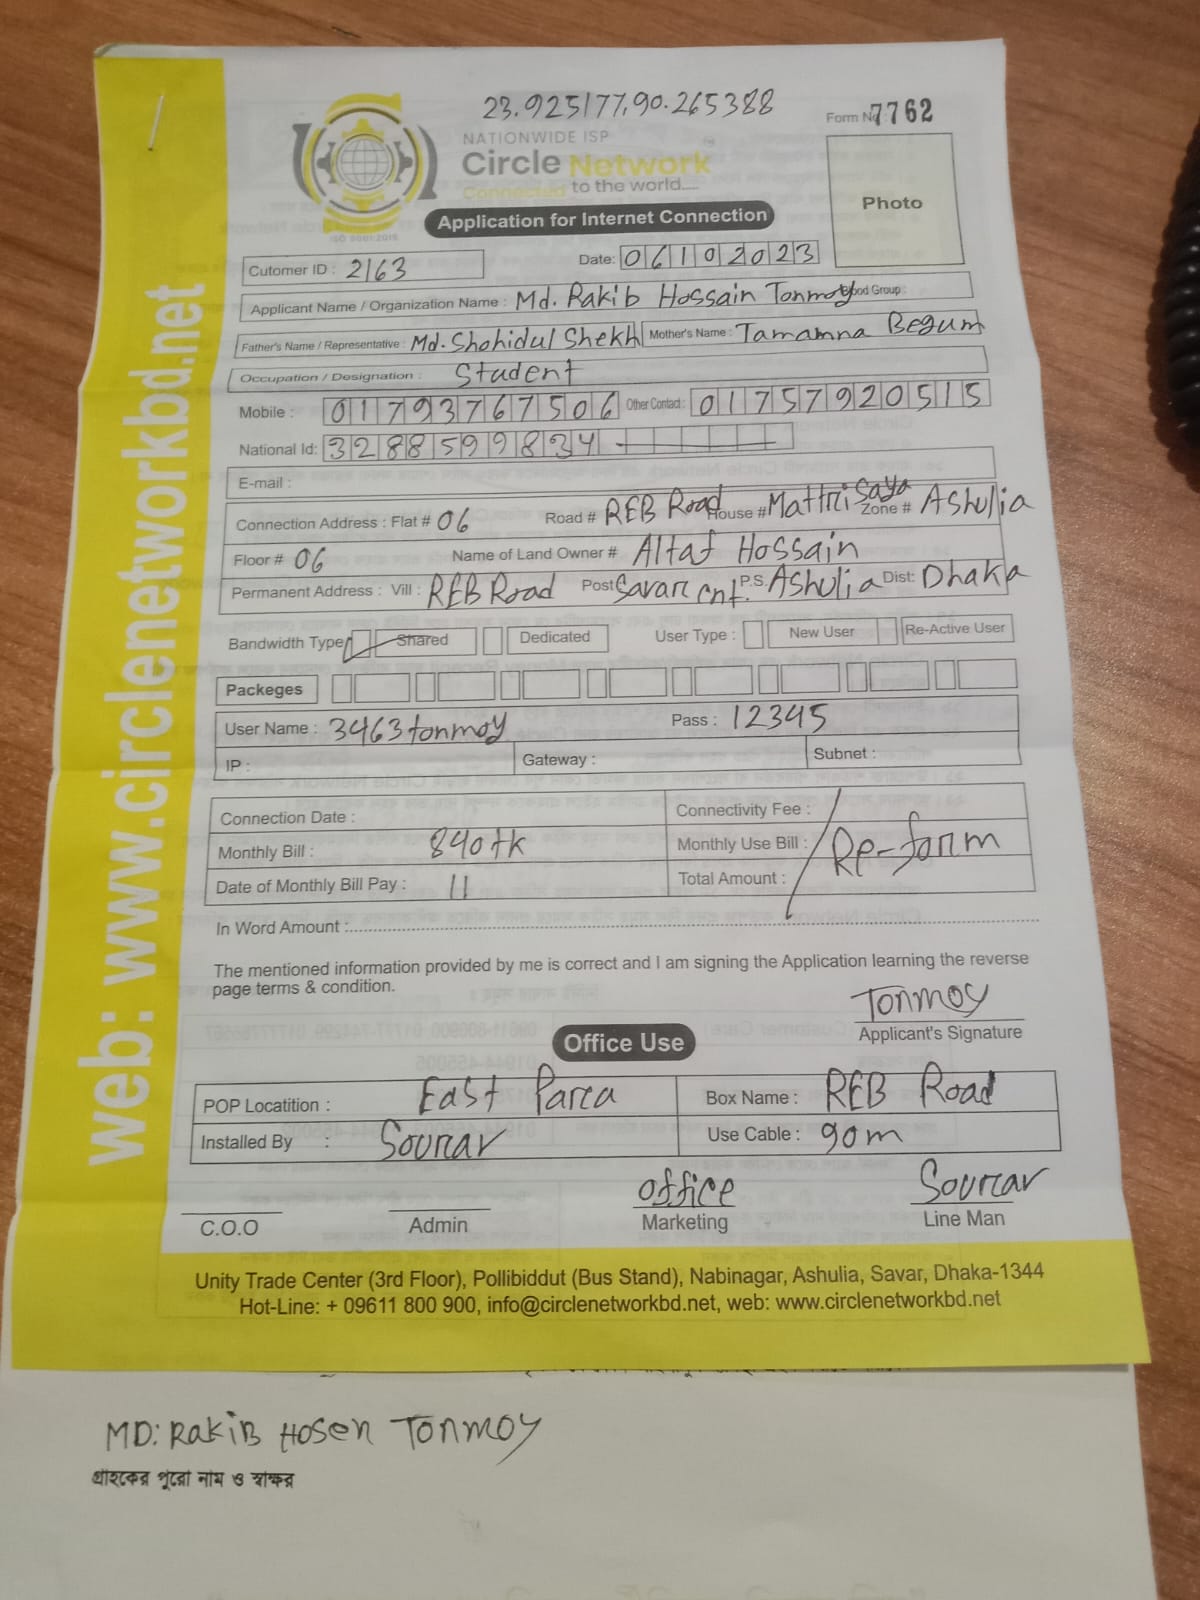 web: www.circlenetworkbd.net
23.925177,90.265388
Form No 7762
NATIONWIDE ISP
Circle Network
Connected to the world....
ISO 9001:2015
Photo
Application for Internet Connection
Cutomer ID : 2163
Date: 06102023
Applicant Name / Organization Name : Md. Rakib Hossain Tonmoy Blood Group :
Father's Name / Representative : Md. Shohidul Shekh Mother's Name : Tamamna Begum
Occupation / Designation : Student
Mobile : 01793767506 Other Contact : 01757920515
National Id: 3288599834
E-mail :
Connection Address : Flat # 06 Road # REB Road House # Mattri Saya Zone # Ashulia
Floor # 06 Name of Land Owner # Altaf Hossain
Permanent Address : Vill : REB Road Post Savar cnt. P.S. Ashulia Dist: Dhaka
Bandwidth Type Shared Dedicated User Type : New User Re-Active User
Packeges
User Name : 3463tonmoy Pass : 12345
IP : Gateway : Subnet :
Connection Date : Connectivity Fee :
Monthly Bill : 840tk Monthly Use Bill : Re-form
Date of Monthly Bill Pay : 11 Total Amount :
In Word Amount :
The mentioned information provided by me is correct and I am signing the Application learning the reverse
page terms & condition.
Tonmoy
Applicant's Signature
Office Use
POP Locatition : East Para Box Name : REB Road
Installed By : Sourav Use Cable : 90m
office Sourav
C.O.O Admin Marketing Line Man
Unity Trade Center (3rd Floor), Pollibiddut (Bus Stand), Nabinagar, Ashulia, Savar, Dhaka-1344
Hot-Line: + 09611 800 900, info@circlenetworkbd.net, web: www.circlenetworkbd.net
MD: RakiB Hosen Tonmoy
গ্রাহকের পুরো নাম ও স্বাক্ষর